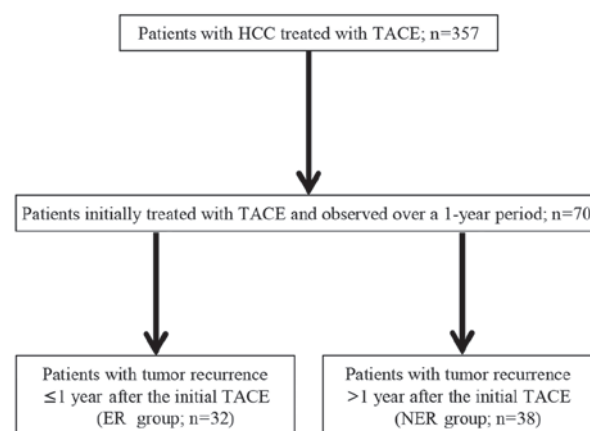 Patients with HCC treated with TACE; n=357
Patients initially treated with TACE and observed over a 1-year period; n=70
Patients with tumor recurrence
≤1 year after the initial TACE
(ER group; n=32)
Patients with tumor recurrence
>1 year after the initial TACE
(NER group; n=38)